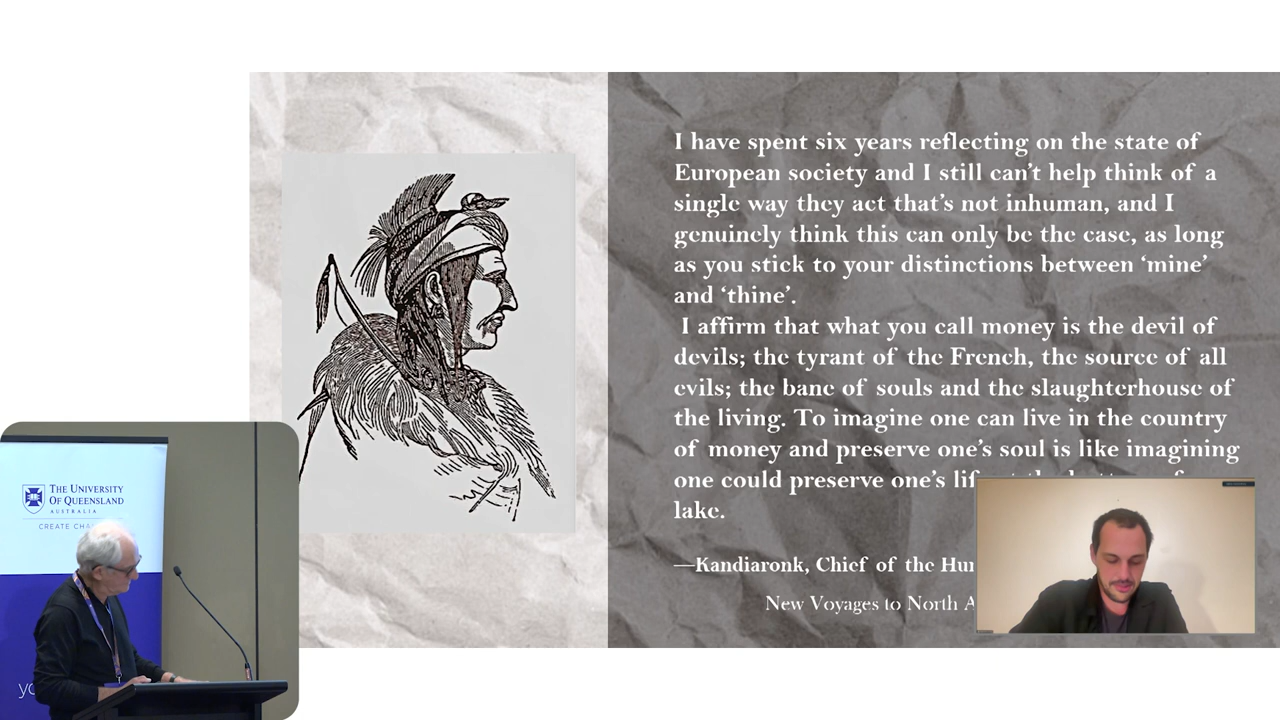 I have spent six years reflecting on the state of
European society and I still can't help think of a
single way they act that's not inhuman, and I
genuinely think this can only be the case, as long
as you stick to your distinctions between 'mine'
and 'thine'.
I affirm that what you call money is the devil of
devils; the tyrant of the French, the source of all
evils; the bane of souls and the slaughterhouse of
the living. To imagine one can live in the country
of money and preserve one's soul is like imagining
one could preserve one's
lake.
—Kandiaronk, Chief of the
New Voyages to North
THE UNIVERSITY
OF QUEENSLAND
AUSTRALIA
CREATE